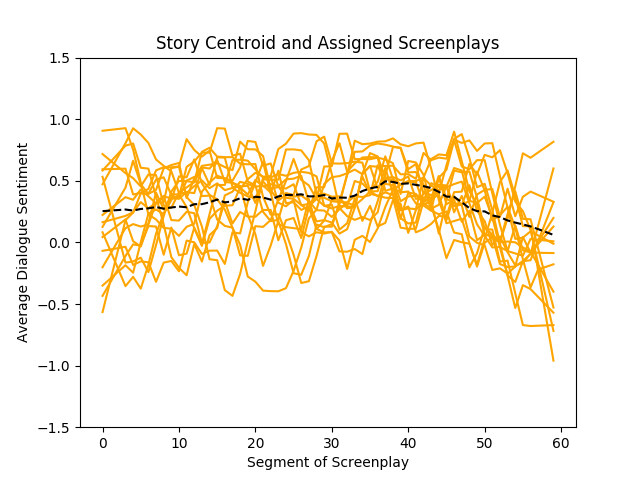 Story Centroid and Assigned Screenplays
1.5
1.0
0.5
0.0
−0.5
−1.0
−1.5
Average Dialogue Sentiment
0 10 20 30 40 50 60
Segment of Screenplay